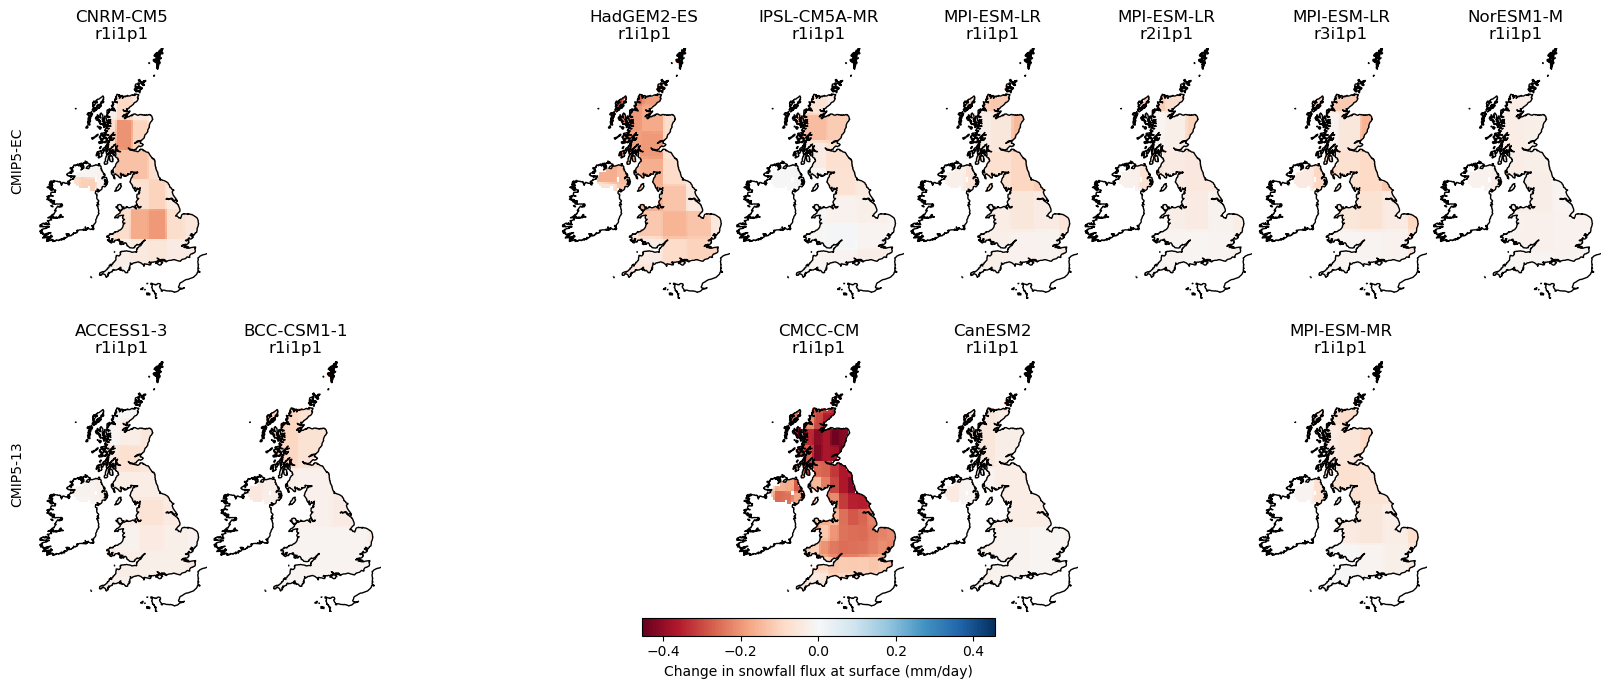 CNRM-CM5
r1i1p1
HadGEM2-ES
r1i1p1
IPSL-CM5A-MR
r1i1p1
MPI-ESM-LR
r1i1p1
MPI-ESM-LR
r2i1p1
MPI-ESM-LR
r3i1p1
NorESM1-M
r1i1p1
CMIP5-EC
ACCESS1-3
r1i1p1
BCC-CSM1-1
r1i1p1
CMCC-CM
r1i1p1
CanESM2
r1i1p1
MPI-ESM-MR
r1i1p1
CMIP5-13
−0.4 −0.2 0.0 0.2 0.4
Change in snowfall flux at surface (mm/day)